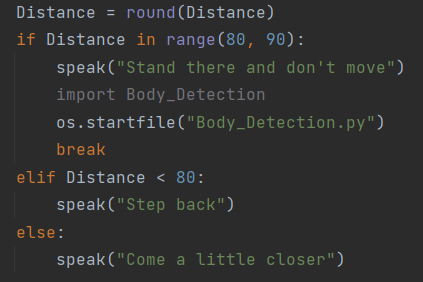 Distance = round(Distance)
if Distance in range(80, 90):
    speak("Stand there and don't move")
    import Body_Detection
    os.startfile("Body_Detection.py")
    break
elif Distance < 80:
    speak("Step back")
else:
    speak("Come a little closer")